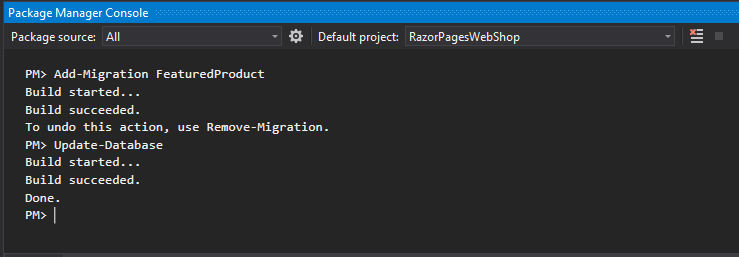 Package Manager Console
Package source: All Default project: RazorPagesWebShop
PM> Add-Migration FeaturedProduct
Build started...
Build succeeded.
To undo this action, use Remove-Migration.
PM> Update-Database
Build started...
Build succeeded.
Done.
PM>